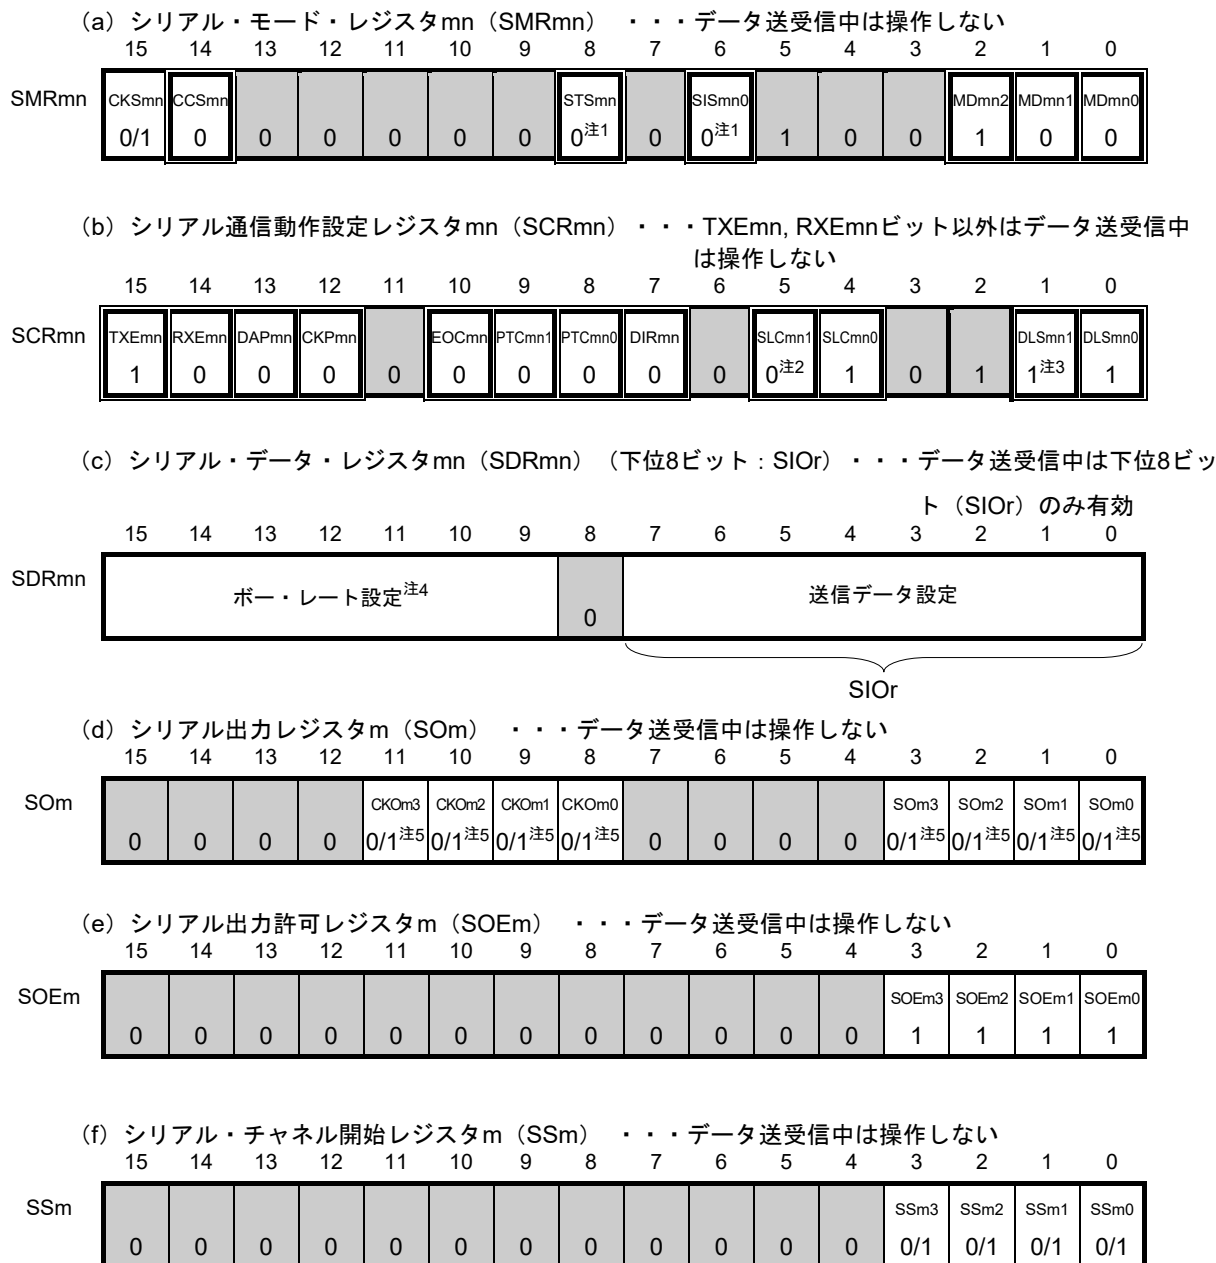 (a) シリアル・モード・レジスタmn（SMRmn） ・・・データ送受信中は操作しない
15 14 13 12 11 10 9 8 7 6 5 4 3 2 1 0
SMRmn CKSmn CCSmn STSmn SISmn0 MDmn2 MDmn1 MDmn0
0/1 0 0 0 0 0 0 0注1 0 0注1 1 0 0 1 0 0
(b) シリアル通信動作設定レジスタmn（SCRmn）・・・TXEmn, RXEmnビット以外はデータ送受信中
は操作しない
15 14 13 12 11 10 9 8 7 6 5 4 3 2 1 0
SCRmn TXEmn RXEmn DAPmn CKPmn EOCmn PTCmn1 PTCmn0 DIRmn SLCmn1 SLCmn0 DLSmn1 DLSmn0
1 0 0 0 0 0 0 0 0 0 0注2 1 0 1 1注3 1
(c) シリアル・データ・レジスタmn（SDRmn）（下位8ビット：SIOr）・・・データ送受信中は下位8ビッ
ト（SIOr）のみ有効
15 14 13 12 11 10 9 8 7 6 5 4 3 2 1 0
SDRmn ボー・レート設定注4 0 送信データ設定
SIOr
(d) シリアル出力レジスタm（SOm） ・・・データ送受信中は操作しない
15 14 13 12 11 10 9 8 7 6 5 4 3 2 1 0
SOm CKOm3 CKOm2 CKOm1 CKOm0 SOm3 SOm2 SOm1 SOm0
0 0 0 0 0/1注5 0/1注5 0/1注5 0/1注5 0 0 0 0 0/1注5 0/1注5 0/1注5 0/1注5
(e) シリアル出力許可レジスタm（SOEm） ・・・データ送受信中は操作しない
15 14 13 12 11 10 9 8 7 6 5 4 3 2 1 0
SOEm SOEm3 SOEm2 SOEm1 SOEm0
0 0 0 0 0 0 0 0 0 0 0 0 1 1 1 1
(f) シリアル・チャネル開始レジスタm（SSm） ・・・データ送受信中は操作しない
15 14 13 12 11 10 9 8 7 6 5 4 3 2 1 0
SSm SSm3 SSm2 SSm1 SSm0
0 0 0 0 0 0 0 0 0 0 0 0 0/1 0/1 0/1 0/1